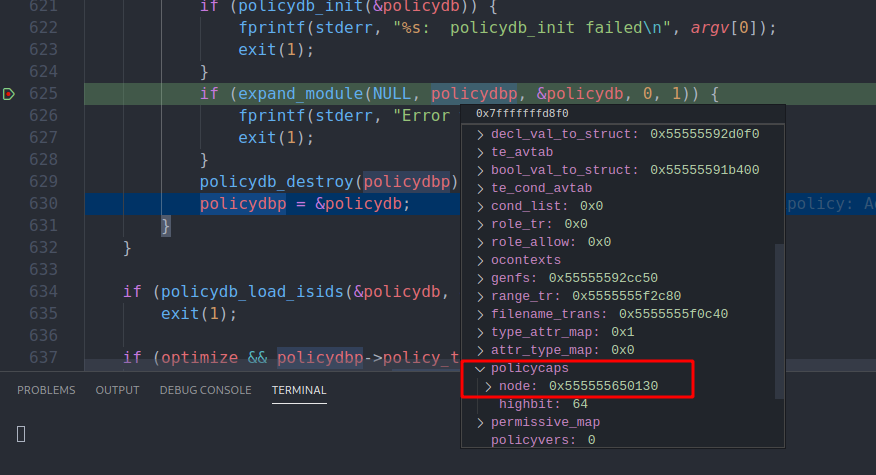 621 if (policydb_init(&policydb)) {
622 fprintf(stderr, "%s:  policydb_init failed\n", argv[0]);
623 exit(1);
624 }
625 if (expand_module(NULL, policydbp, &policydb, 0, 1)) {
626 fprintf(stderr, "Error
627 exit(1);
628 }
629 policydb_destroy(policydbp)
630 policydbp = &policydb;
policy:
631 }
632 }
633
634 if (policydb_load_isids(&policydb,
635 exit(1);
636
637 if (optimize && policydbp->policy_t
0x7fffffffd8f0
decl_val_to_struct: 0x55555592d0f0
te_avtab
bool_val_to_struct: 0x55555591b400
te_cond_avtab
cond_list: 0x0
role_tr: 0x0
role_allow: 0x0
ocontexts
genfs: 0x55555592cc50
range_tr: 0x5555555f2c80
filename_trans: 0x5555555f0c40
type_attr_map: 0x1
attr_type_map: 0x0
policycaps
node: 0x555555650130
highbit: 64
permissive_map
policyvers: 0
PROBLEMS OUTPUT DEBUG CONSOLE TERMINAL